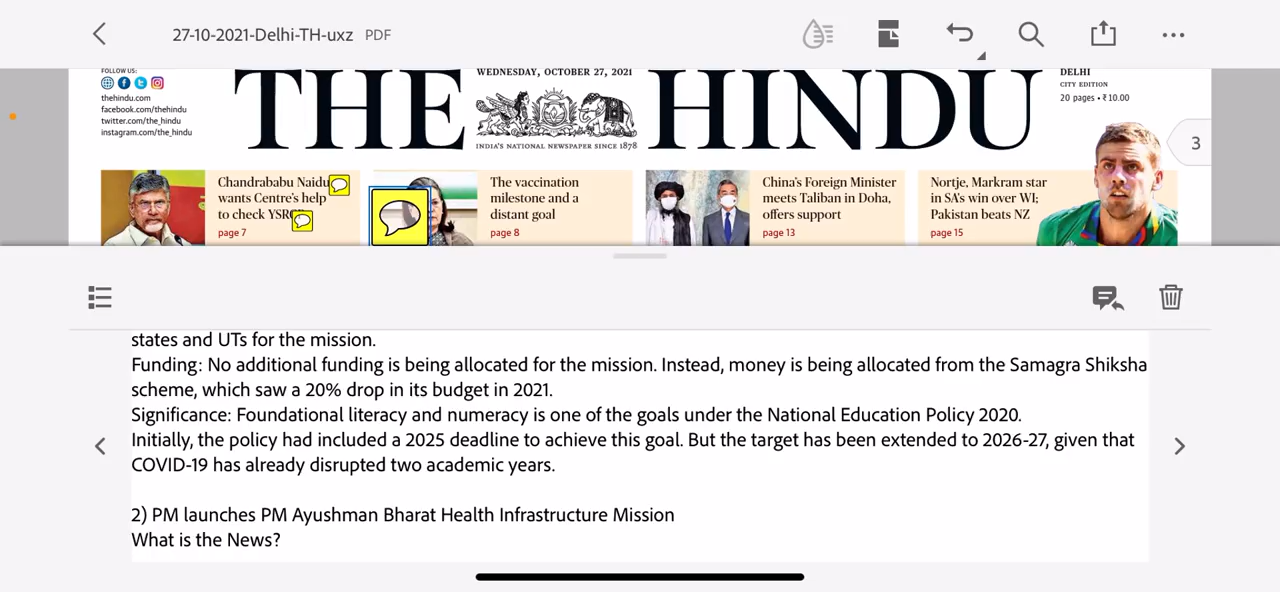 27-10-2021-Delhi-TH-uxz PDF
FOLLOW US:
thehindu.com
facebook.com/thehindu
twitter.com/the_hindu
instagram.com/the_hindu
WEDNESDAY, OCTOBER 27, 2021
THE HINDU
INDIA'S NATIONAL NEWSPAPER SINCE 1878
DELHI
CITY EDITION
20 pages • ₹10.00
3
Chandrababu Naidu
wants Centre's help
to check
page 7
The vaccination
milestone and a
distant goal
page 8
China's Foreign Minister
meets Taliban in Doha,
offers support
page 13
Nortje, Markram star
in SA's win over WI;
Pakistan beats NZ
page 15
states and UTs for the mission.
Funding: No additional funding is being allocated for the mission. Instead, money is being allocated from the Samagra Shiksha
scheme, which saw a 20% drop in its budget in 2021.
Significance: Foundational literacy and numeracy is one of the goals under the National Education Policy 2020.
Initially, the policy had included a 2025 deadline to achieve this goal. But the target has been extended to 2026-27, given that
COVID-19 has already disrupted two academic years.
2) PM launches PM Ayushman Bharat Health Infrastructure Mission
What is the News?